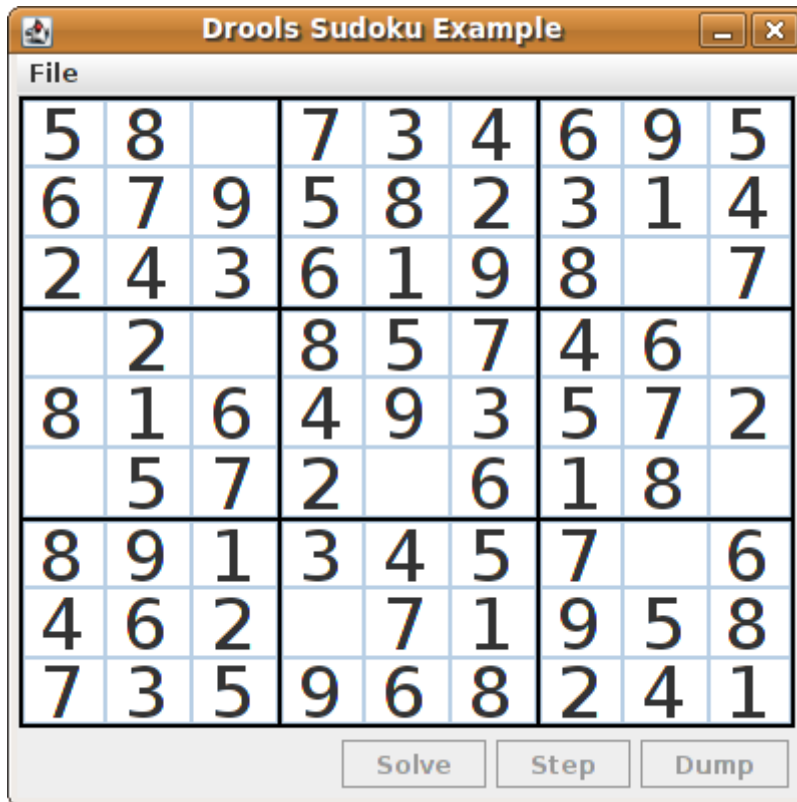 Drools Sudoku Example
File
5 8 7 3 4 6 9 5
6 7 9 5 8 2 3 1 4
2 4 3 6 1 9 8 7
2 8 5 7 4 6
8 1 6 4 9 3 5 7 2
5 7 2 6 1 8
8 9 1 3 4 5 7 6
4 6 2 7 1 9 5 8
7 3 5 9 6 8 2 4 1
Solve Step Dump